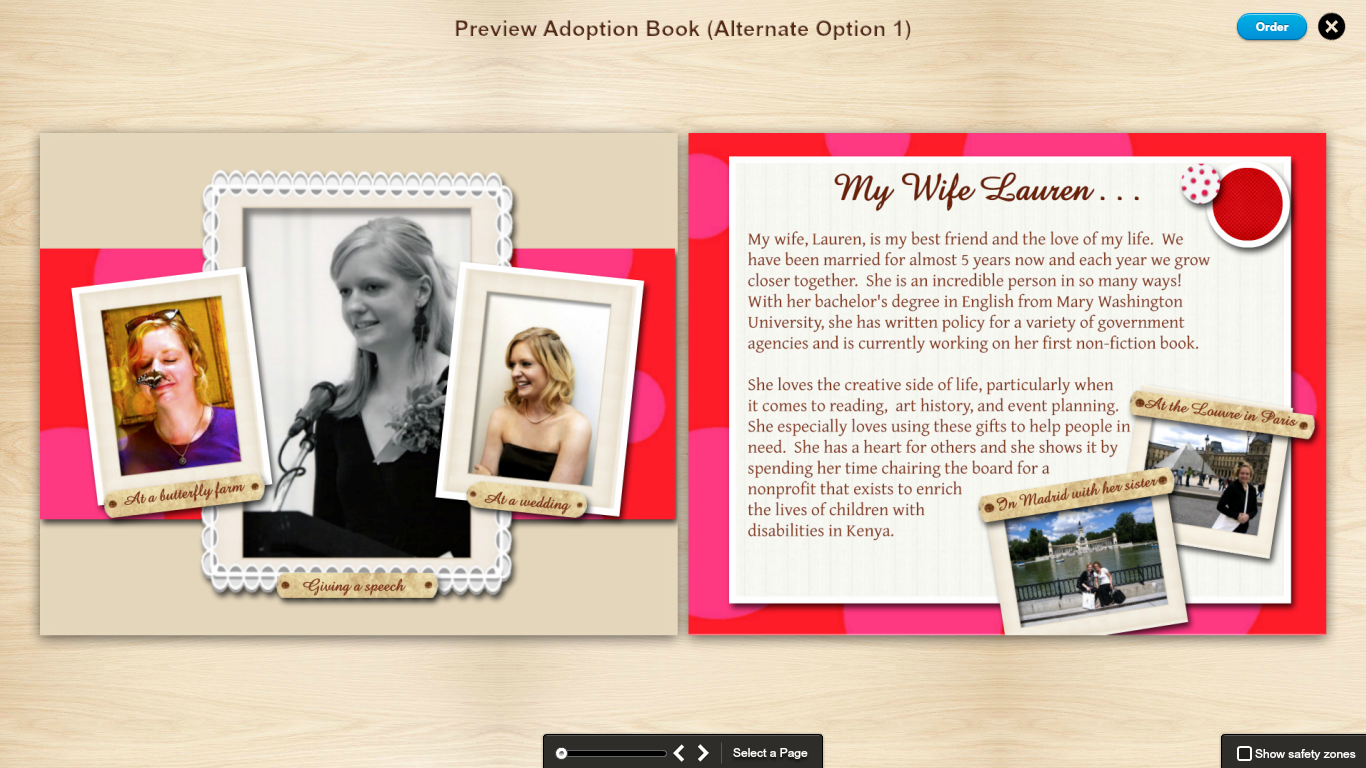 Preview Adoption Book (Alternate Option 1)
Order
At a butterfly farm
At a wedding
Giving a speech
My Wife Lauren . . .
My wife, Lauren, is my best friend and the love of my life.  We
have been married for almost 5 years now and each year we grow
closer together.  She is an incredible person in so many ways!
With her bachelor's degree in English from Mary Washington
University, she has written policy for a variety of government
agencies and is currently working on her first non-fiction book.
She loves the creative side of life, particularly when
it comes to reading,  art history, and event planning.
She especially loves using these gifts to help people in
need.  She has a heart for others and she shows it by
spending her time chairing the board for a
nonprofit that exists to enrich
the lives of children with
disabilities in Kenya.
At the Louvre in Paris
In Madrid with her sister
Select a Page
Show safety zones